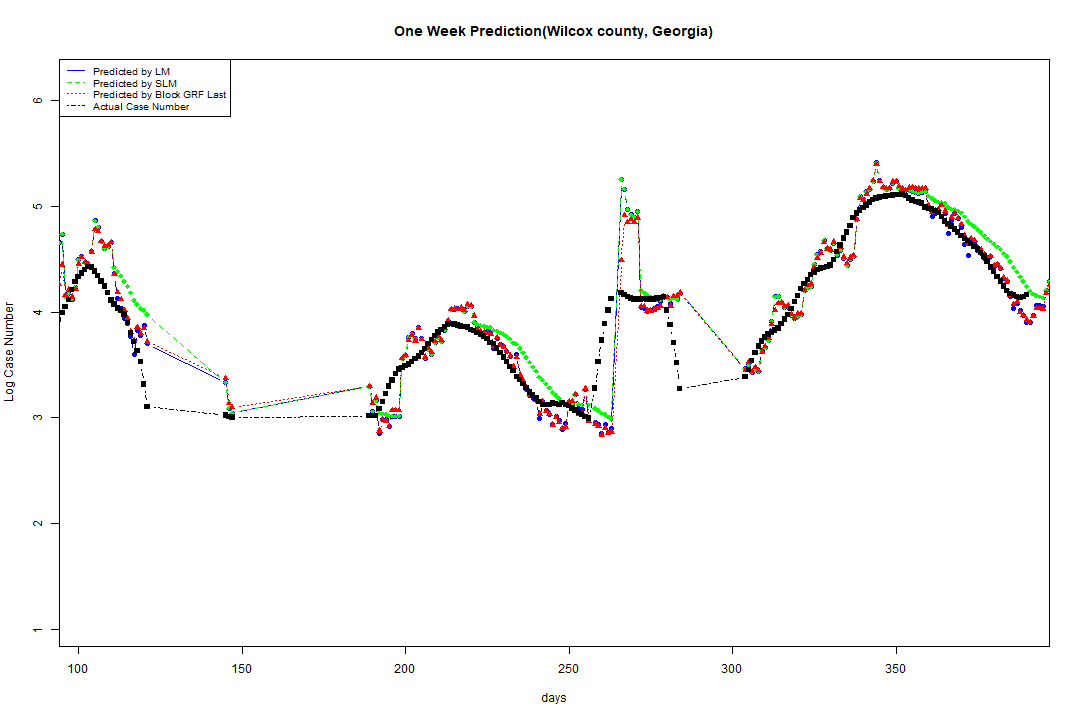 One Week Prediction(Wilcox county, Georgia)
Predicted by LM
Predicted by SLM
Predicted by Block GRF Last
Actual Case Number
Log Case Number
6
5
4
3
2
1
100 150 200 250 300 350
days